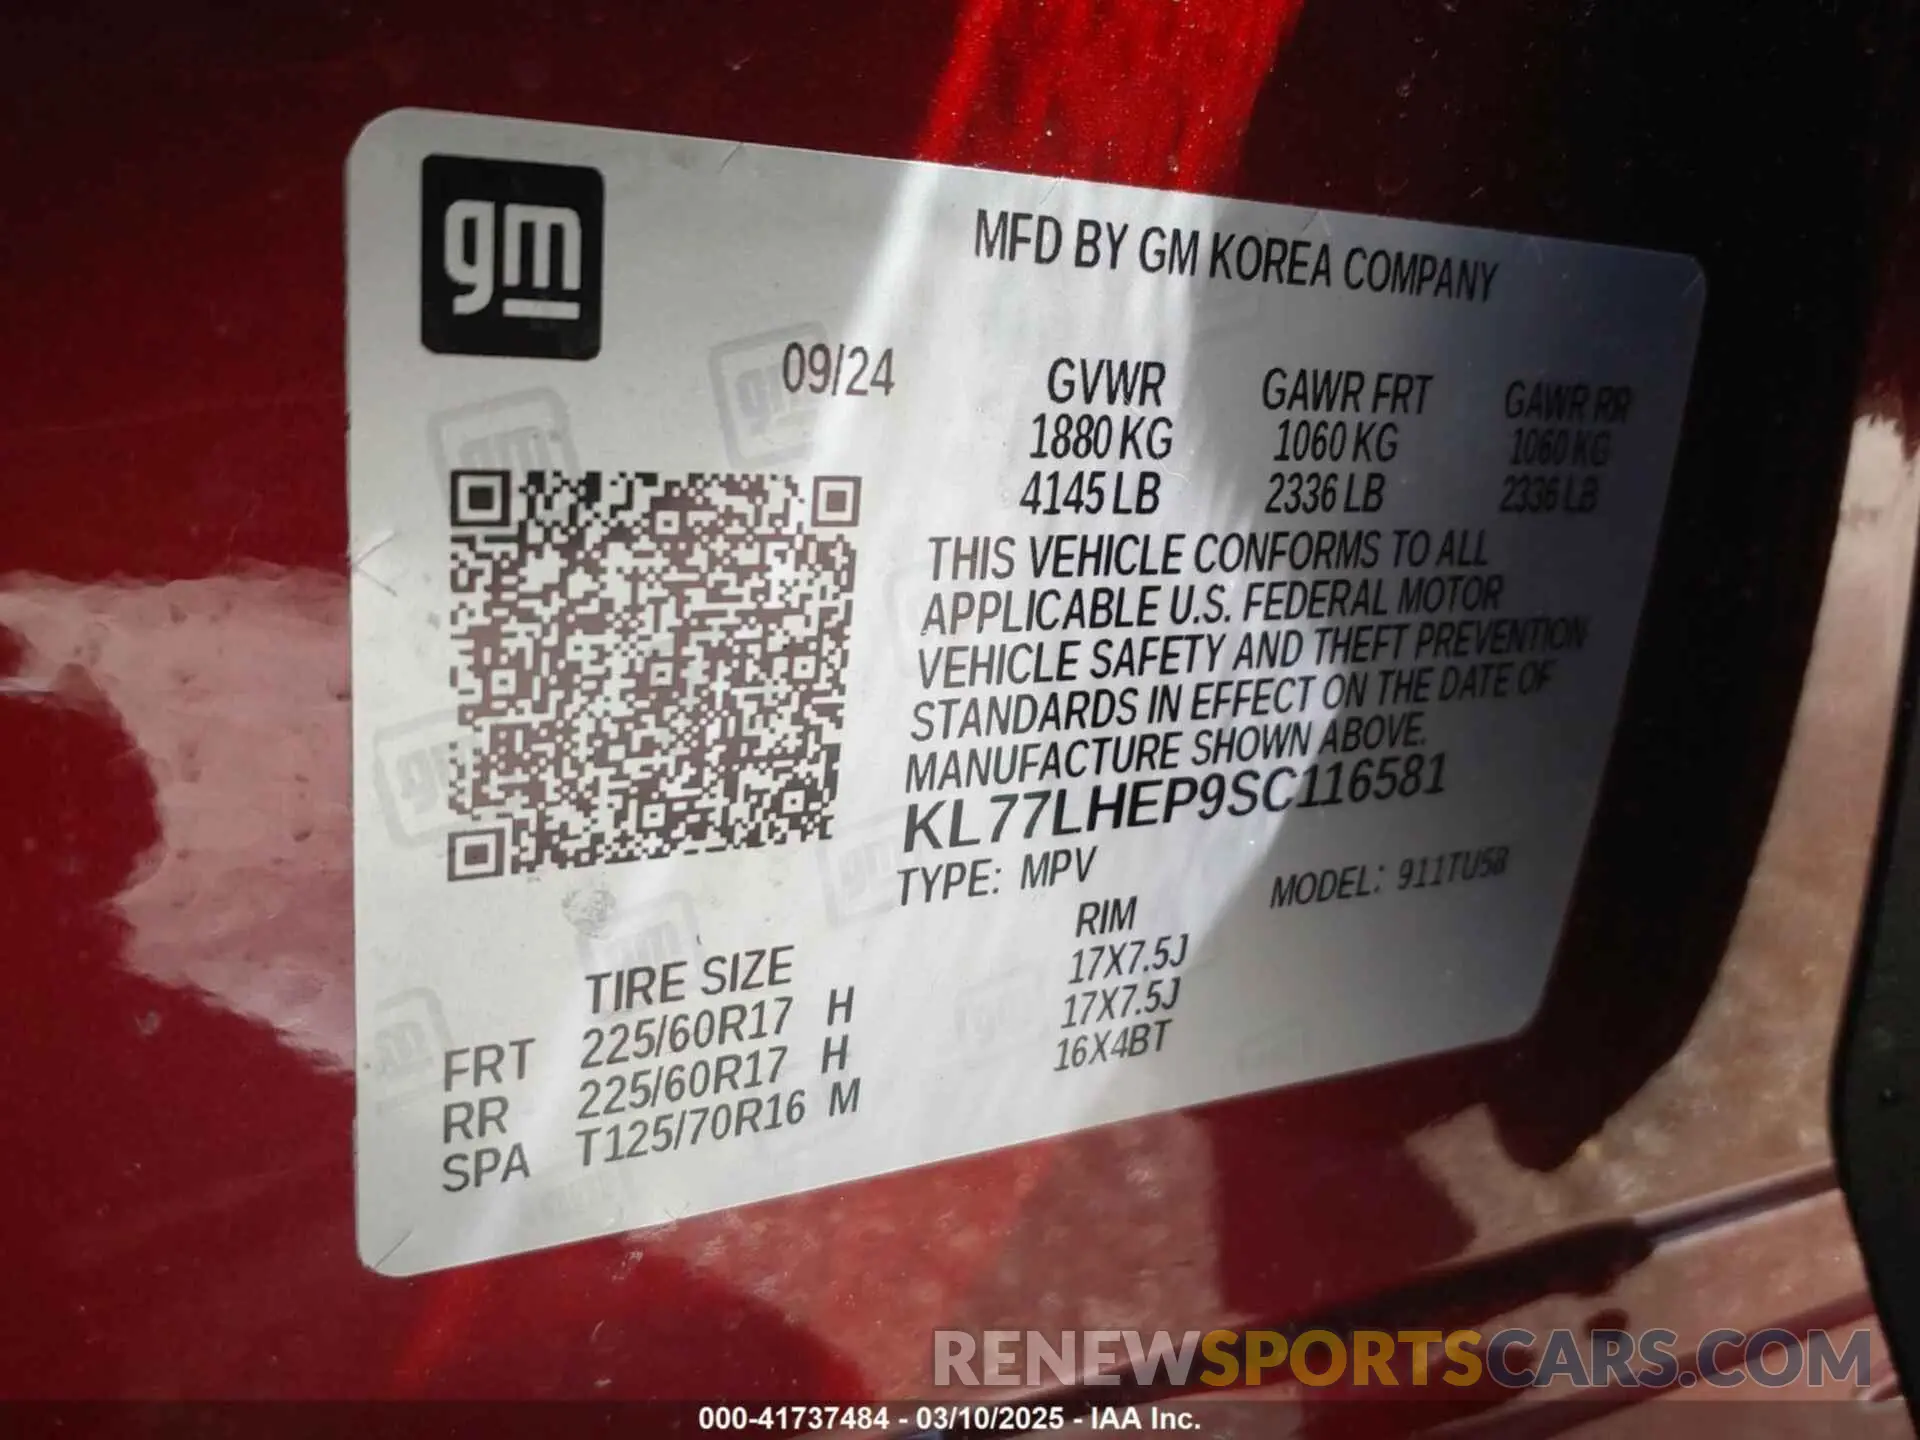 gm
MFD BY GM KOREA COMPANY
09/24
GVWR GAWR FRT GAWR RR
1880 KG 1060 KG 1060 KG
4145 LB 2336 LB 2336 LB
THIS VEHICLE CONFORMS TO ALL
APPLICABLE U.S. FEDERAL MOTOR
VEHICLE SAFETY AND THEFT PREVENTION
STANDARDS IN EFFECT ON THE DATE OF
MANUFACTURE SHOWN ABOVE.
KL77LHEP9SC116581
TYPE: MPV MODEL: 911TU58
TIRE SIZE RIM
FRT 225/60R17 H 17X7.5J
RR 225/60R17 H 17X7.5J
SPA T125/70R16 M 16X4BT
RENEWSPORTSCARS.COM
000-41737484 - 03/10/2025 - IAA Inc.